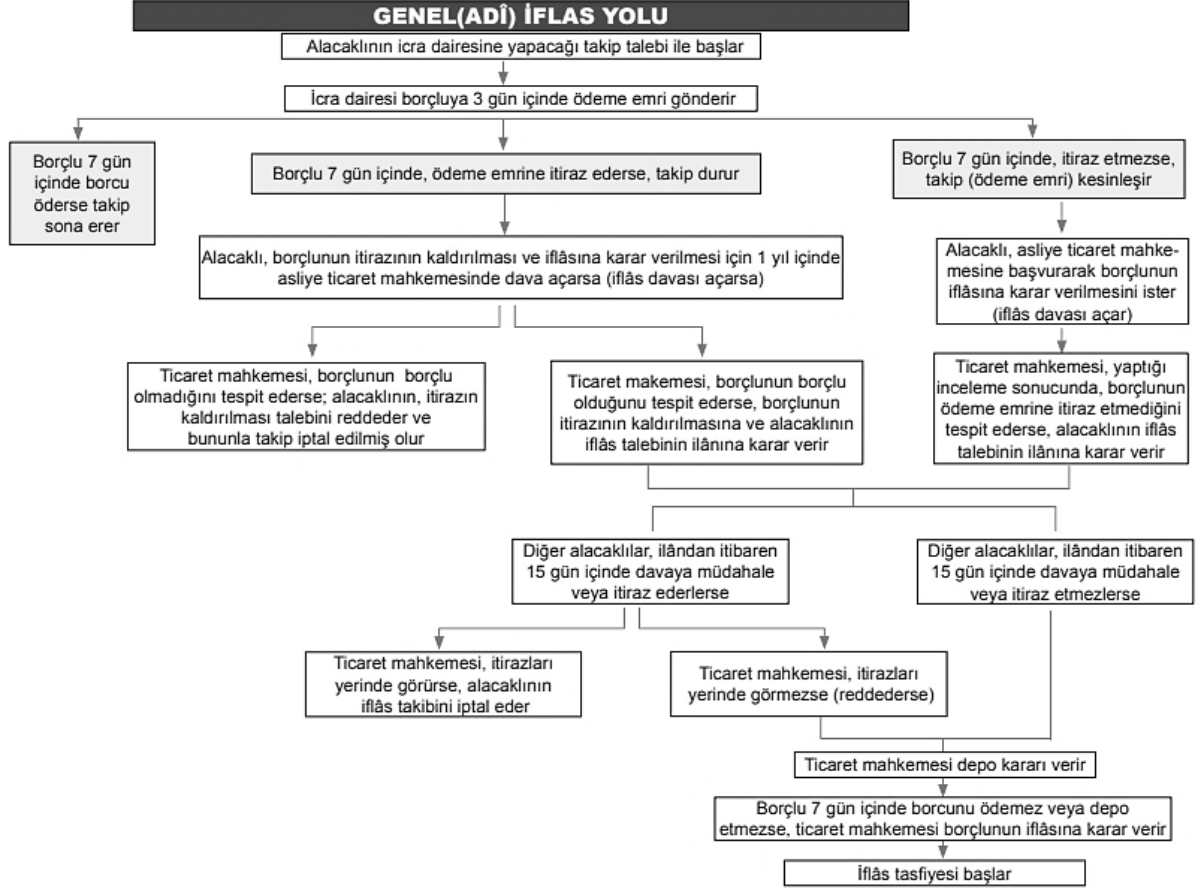 GENEL(ADÎ) İFLAS YOLU
Alacaklının icra dairesine yapacağı takip talebi ile başlar
İcra dairesi borçluya 3 gün içinde ödeme emri gönderir
Borçlu 7 gün
içinde borcu
öderse takip
sona erer
Borçlu 7 gün içinde, ödeme emrine itiraz ederse, takip durur
Borçlu 7 gün içinde, itiraz etmezse,
takip (ödeme emri) kesinleşir
Alacaklı, borçlunun itirazının kaldırılması ve iflâsına karar verilmesi için 1 yıl içinde
asliye ticaret mahkemesinde dava açarsa (iflâs davası açarsa)
Alacaklı, asliye ticaret mahke-
mesine başvurarak borçlunun
iflâsına karar verilmesini ister
(iflâs davası açar)
Ticaret mahkemesi, borçlunun borçlu
olmadığını tespit ederse; alacaklının, itirazın
kaldırılması talebini reddeder ve
bununla takip iptal edilmiş olur
Ticaret makemesi, borçlunun borçlu
olduğunu tespit ederse, borçlunun
itirazının kaldırılmasına ve alacaklının
iflâs talebinin ilânına karar verir
Ticaret mahkemesi, yaptığı
inceleme sonucunda, borçlunun
ödeme emrine itiraz etmediğini
tespit ederse, alacaklının iflâs
talebinin ilânına karar verir
Diğer alacaklılar, ilândan itibaren
15 gün içinde davaya müdahale
veya itiraz ederlerse
Diğer alacaklılar, ilândan itibaren
15 gün içinde davaya müdahale
veya itiraz etmezlerse
Ticaret mahkemesi, itirazları
yerinde görürse, alacaklının
iflâs takibini iptal eder
Ticaret mahkemesi, itirazları
yerinde görmezse (reddederse)
Ticaret mahkemesi depo kararı verir
Borçlu 7 gün içinde borcunu ödemez veya depo
etmezse, ticaret mahkemesi borçlunun iflâsına karar verir
İflâs tasfiyesi başlar